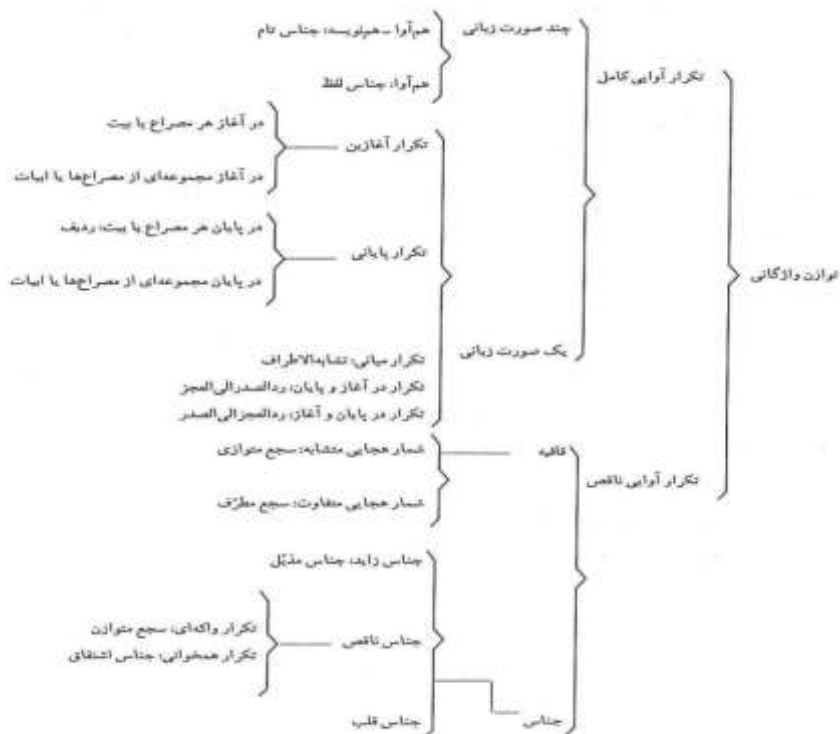 توازن واژگانی
تکرار آوایی کامل
چند صورت زبانی
هم‌آوا ـ هم‌نویسه: جناس تام
هم‌آوا: جناس لفظ
یک صورت زبانی
تکرار آغازین
در آغاز هر مصراع یا بیت
در آغاز مجموعه‌ای از مصراع‌ها یا ابیات
تکرار پایانی
در پایان هر مصراع یا بیت: ردیف
در پایان مجموعه‌ای از مصراع‌ها یا ابیات
تکرار میانی: تشابه‌الاطراف
تکرار در آغاز و پایان: ردالصدرالی‌العجز
تکرار در پایان و آغاز: ردالعجزالی‌الصدر
تکرار آوایی ناقص
قافیه
شمار هجایی متشابه: سجع متوازی
شمار هجایی متفاوت: سجع مطرّف
جناس
جناس زاید: جناس مذیّل
جناس ناقص
تکرار واکه‌ای: سجع متوازن
تکرار همخوانی: جناس اشتقاق
جناس قلب